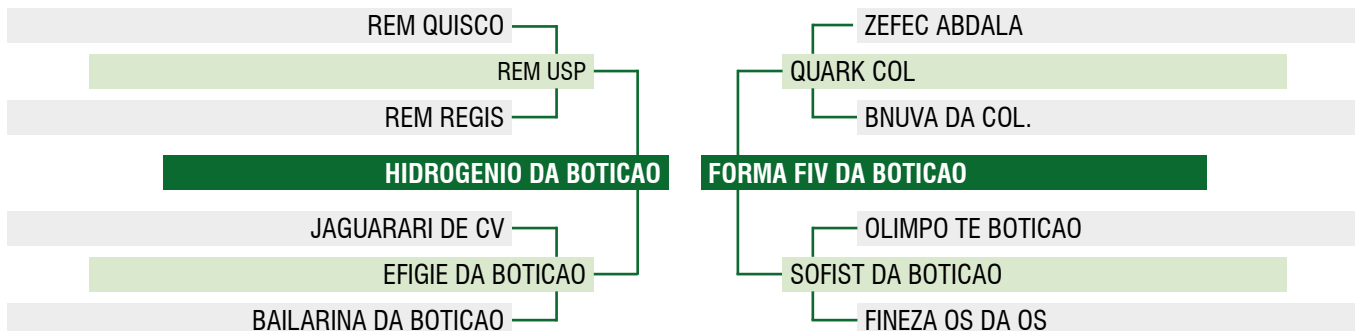 REM QUISCO
REM USP
REM REGIS
HIDROGENIO DA BOTICAO
JAGUARARI DE CV
EFIGIE DA BOTICAO
BAILARINA DA BOTICAO
ZEFEC ABDALA
QUARK COL
BNUVA DA COL.
FORMA FIV DA BOTICAO
OLIMPO TE BOTICAO
SOFIST DA BOTICAO
FINEZA OS DA OS